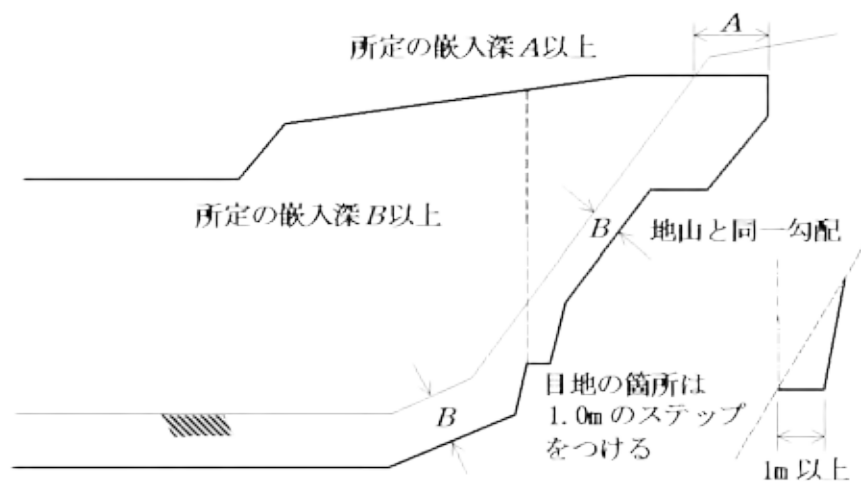 A
所定の嵌入深A以上
所定の嵌入深B以上
B
地山と同一勾配
B
目地の箇所は
1.0mのステップ
をつける
1m以上